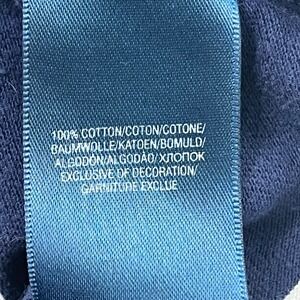 100% COTTON/COTON/COTONE/
BAUMWOLLE/KATOEN/BOMULD/
ALGODÓN/ALGODÃO/ХЛОПОК
EXCLUSIVE OF DECORATION/
GARNITURE EXCLUE